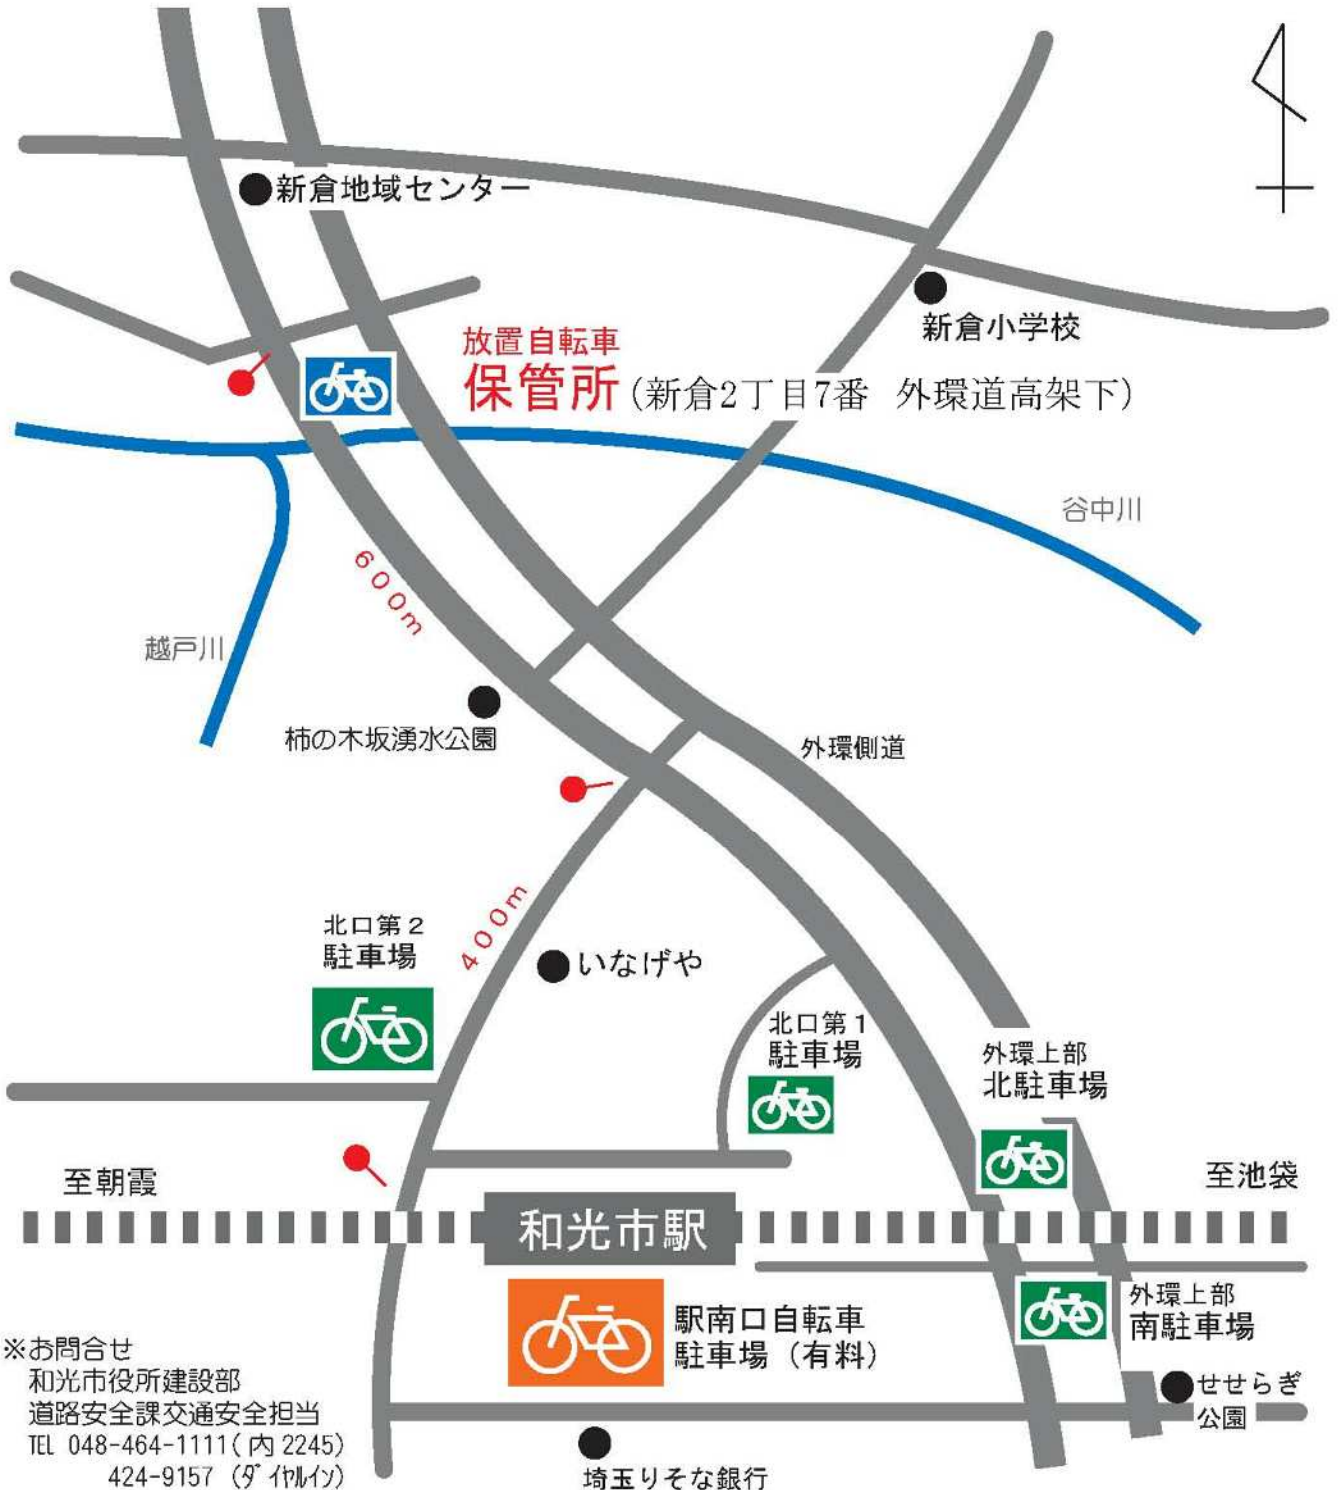 新倉地域センター
新倉小学校
放置自転車
保管所(新倉2丁目7番 外環道高架下)
谷中川
600m
越戸川
柿の木坂湧水公園
外環側道
400m
北口第2
駐車場
いなげや
北口第1
駐車場
外環上部
北駐車場
至朝霞
至池袋
和光市駅
駅南口自転車
駐車場(有料)
外環上部
南駐車場
せせらぎ
公園
※お問合せ
和光市役所建設部
道路安全課交通安全担当
TEL 048-464-1111(内2245)
424-9157 (ダイヤルイン)
埼玉りそな銀行